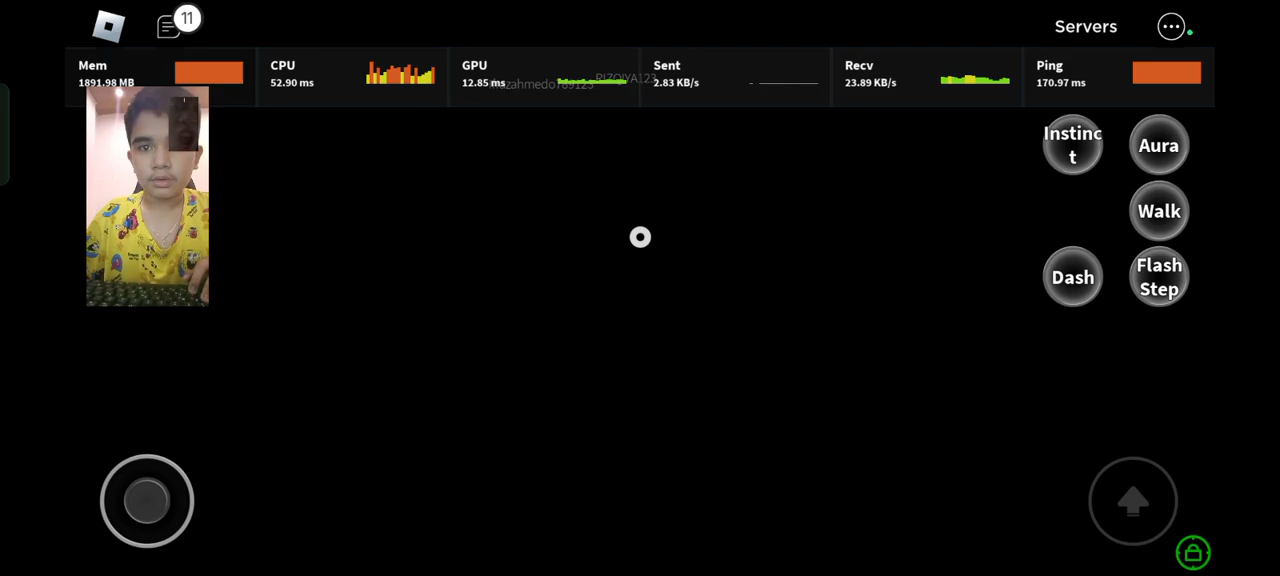 11
Servers
Mem
1891.98 MB
CPU
52.90 ms
GPU
12.85 ms
Sent
2.83 KB/s
Recv
23.89 KB/s
Ping
170.97 ms
RIZQIYA123
Instinc
t
Aura
Walk
Dash
Flash
Step